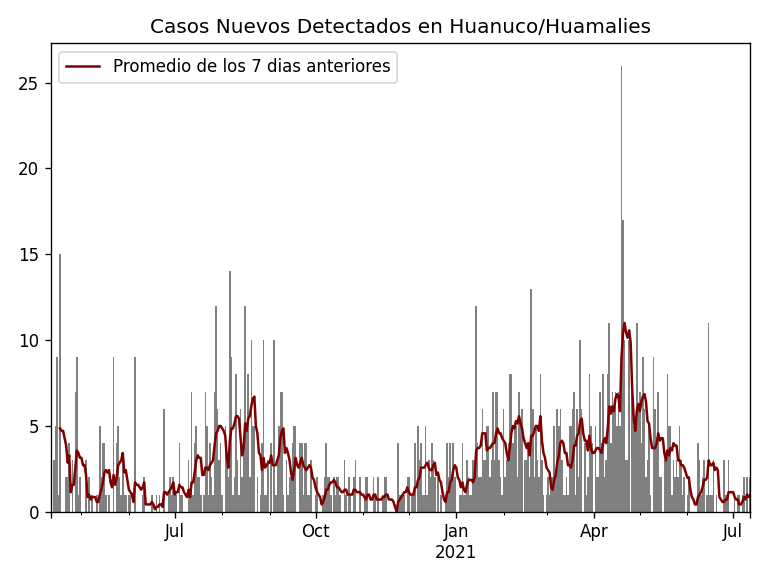 Casos Nuevos Detectados en Huanuco/Huamalies
Promedio de los 7 dias anteriores
25
20
15
10
5
0
Jul
Oct
Jan
2021
Apr
Jul